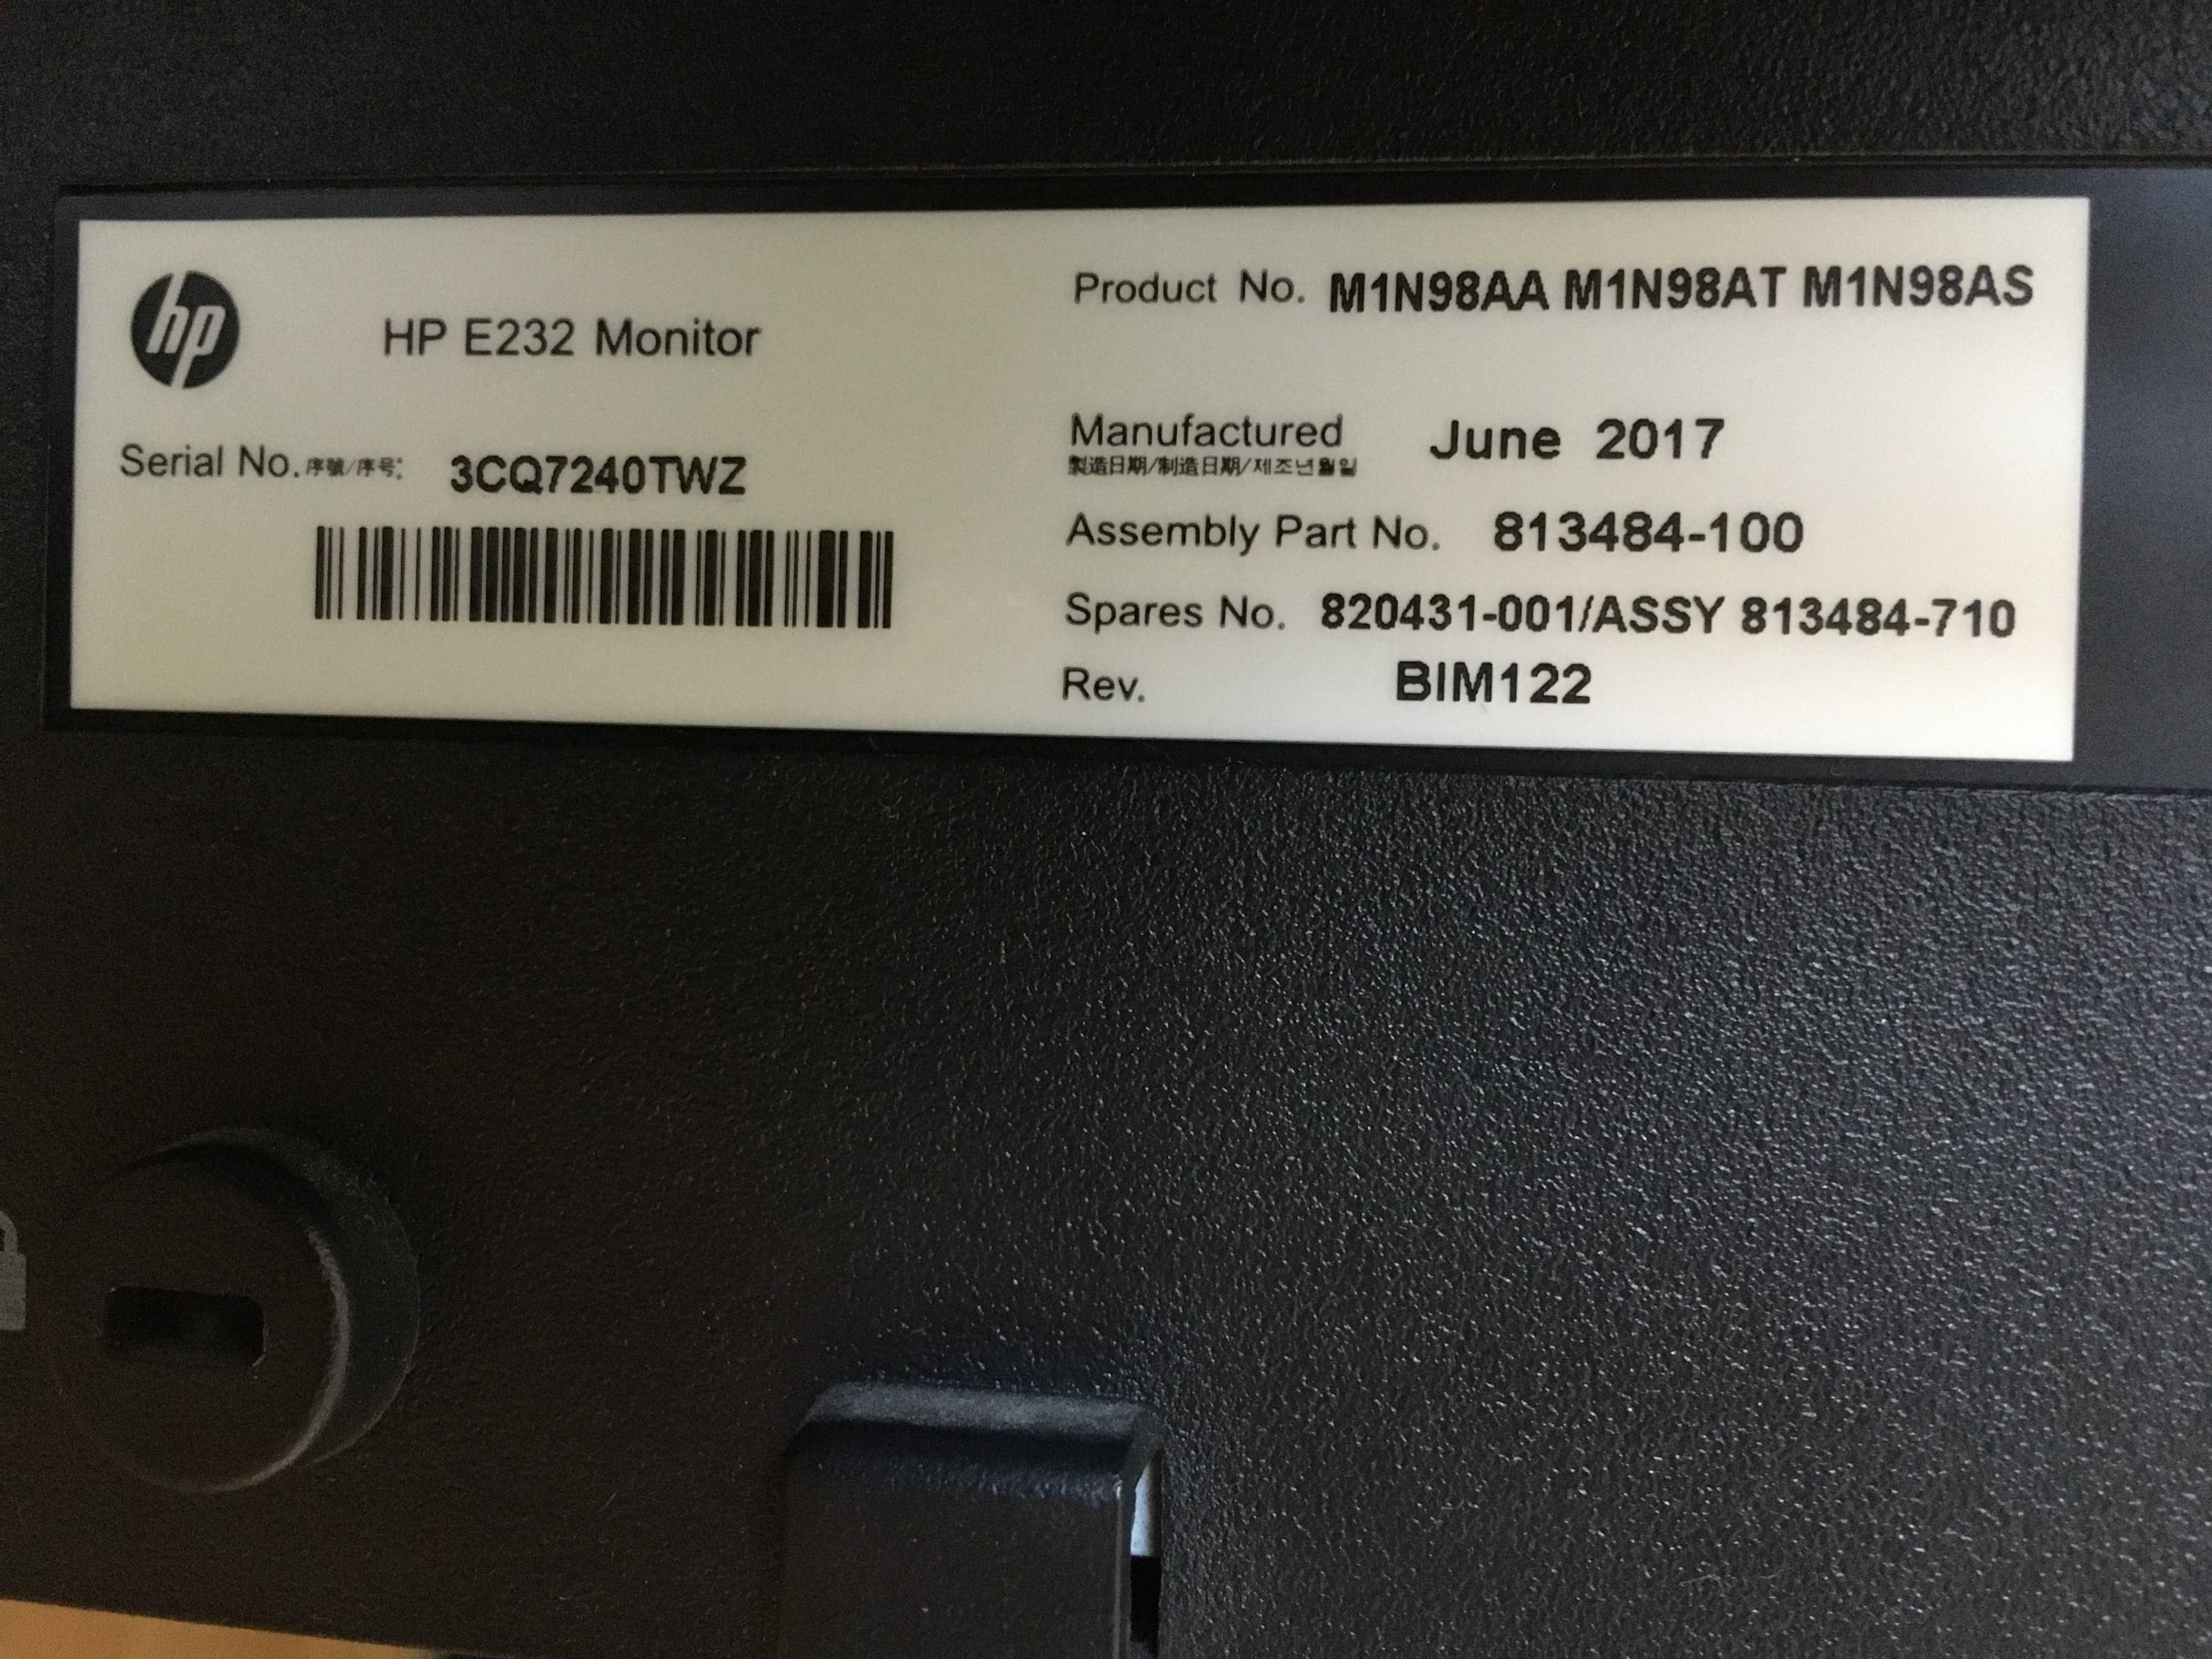 hp
HP E232 Monitor
Serial No.序號/序号: 3CQ7240TWZ
Product No. M1N98AA M1N98AT M1N98AS
Manufactured June 2017
製造日期/制造日期/제조년월일
Assembly Part No. 813484-100
Spares No. 820431-001/ASSY 813484-710
Rev. BIM122